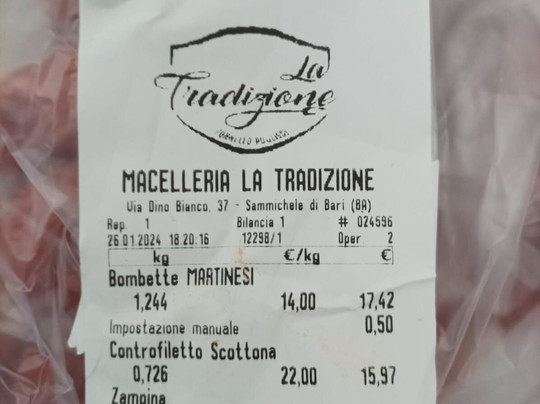 La
Tradizione
MACELLERIA LA TRADIZIONE
Via Dino Bianco, 37 - Sammichele di Bari (BA)
Rep. 1 Bilancia 1 # 024596
26.01.2024 18.20.16 12298/1 Oper 2
kg €/kg €
Bombette MARTINESI
1,244 14,00 17,42
Impostazione manuale 0,50
Controfiletto Scottona
0,726 22,00 15,97
Zampina